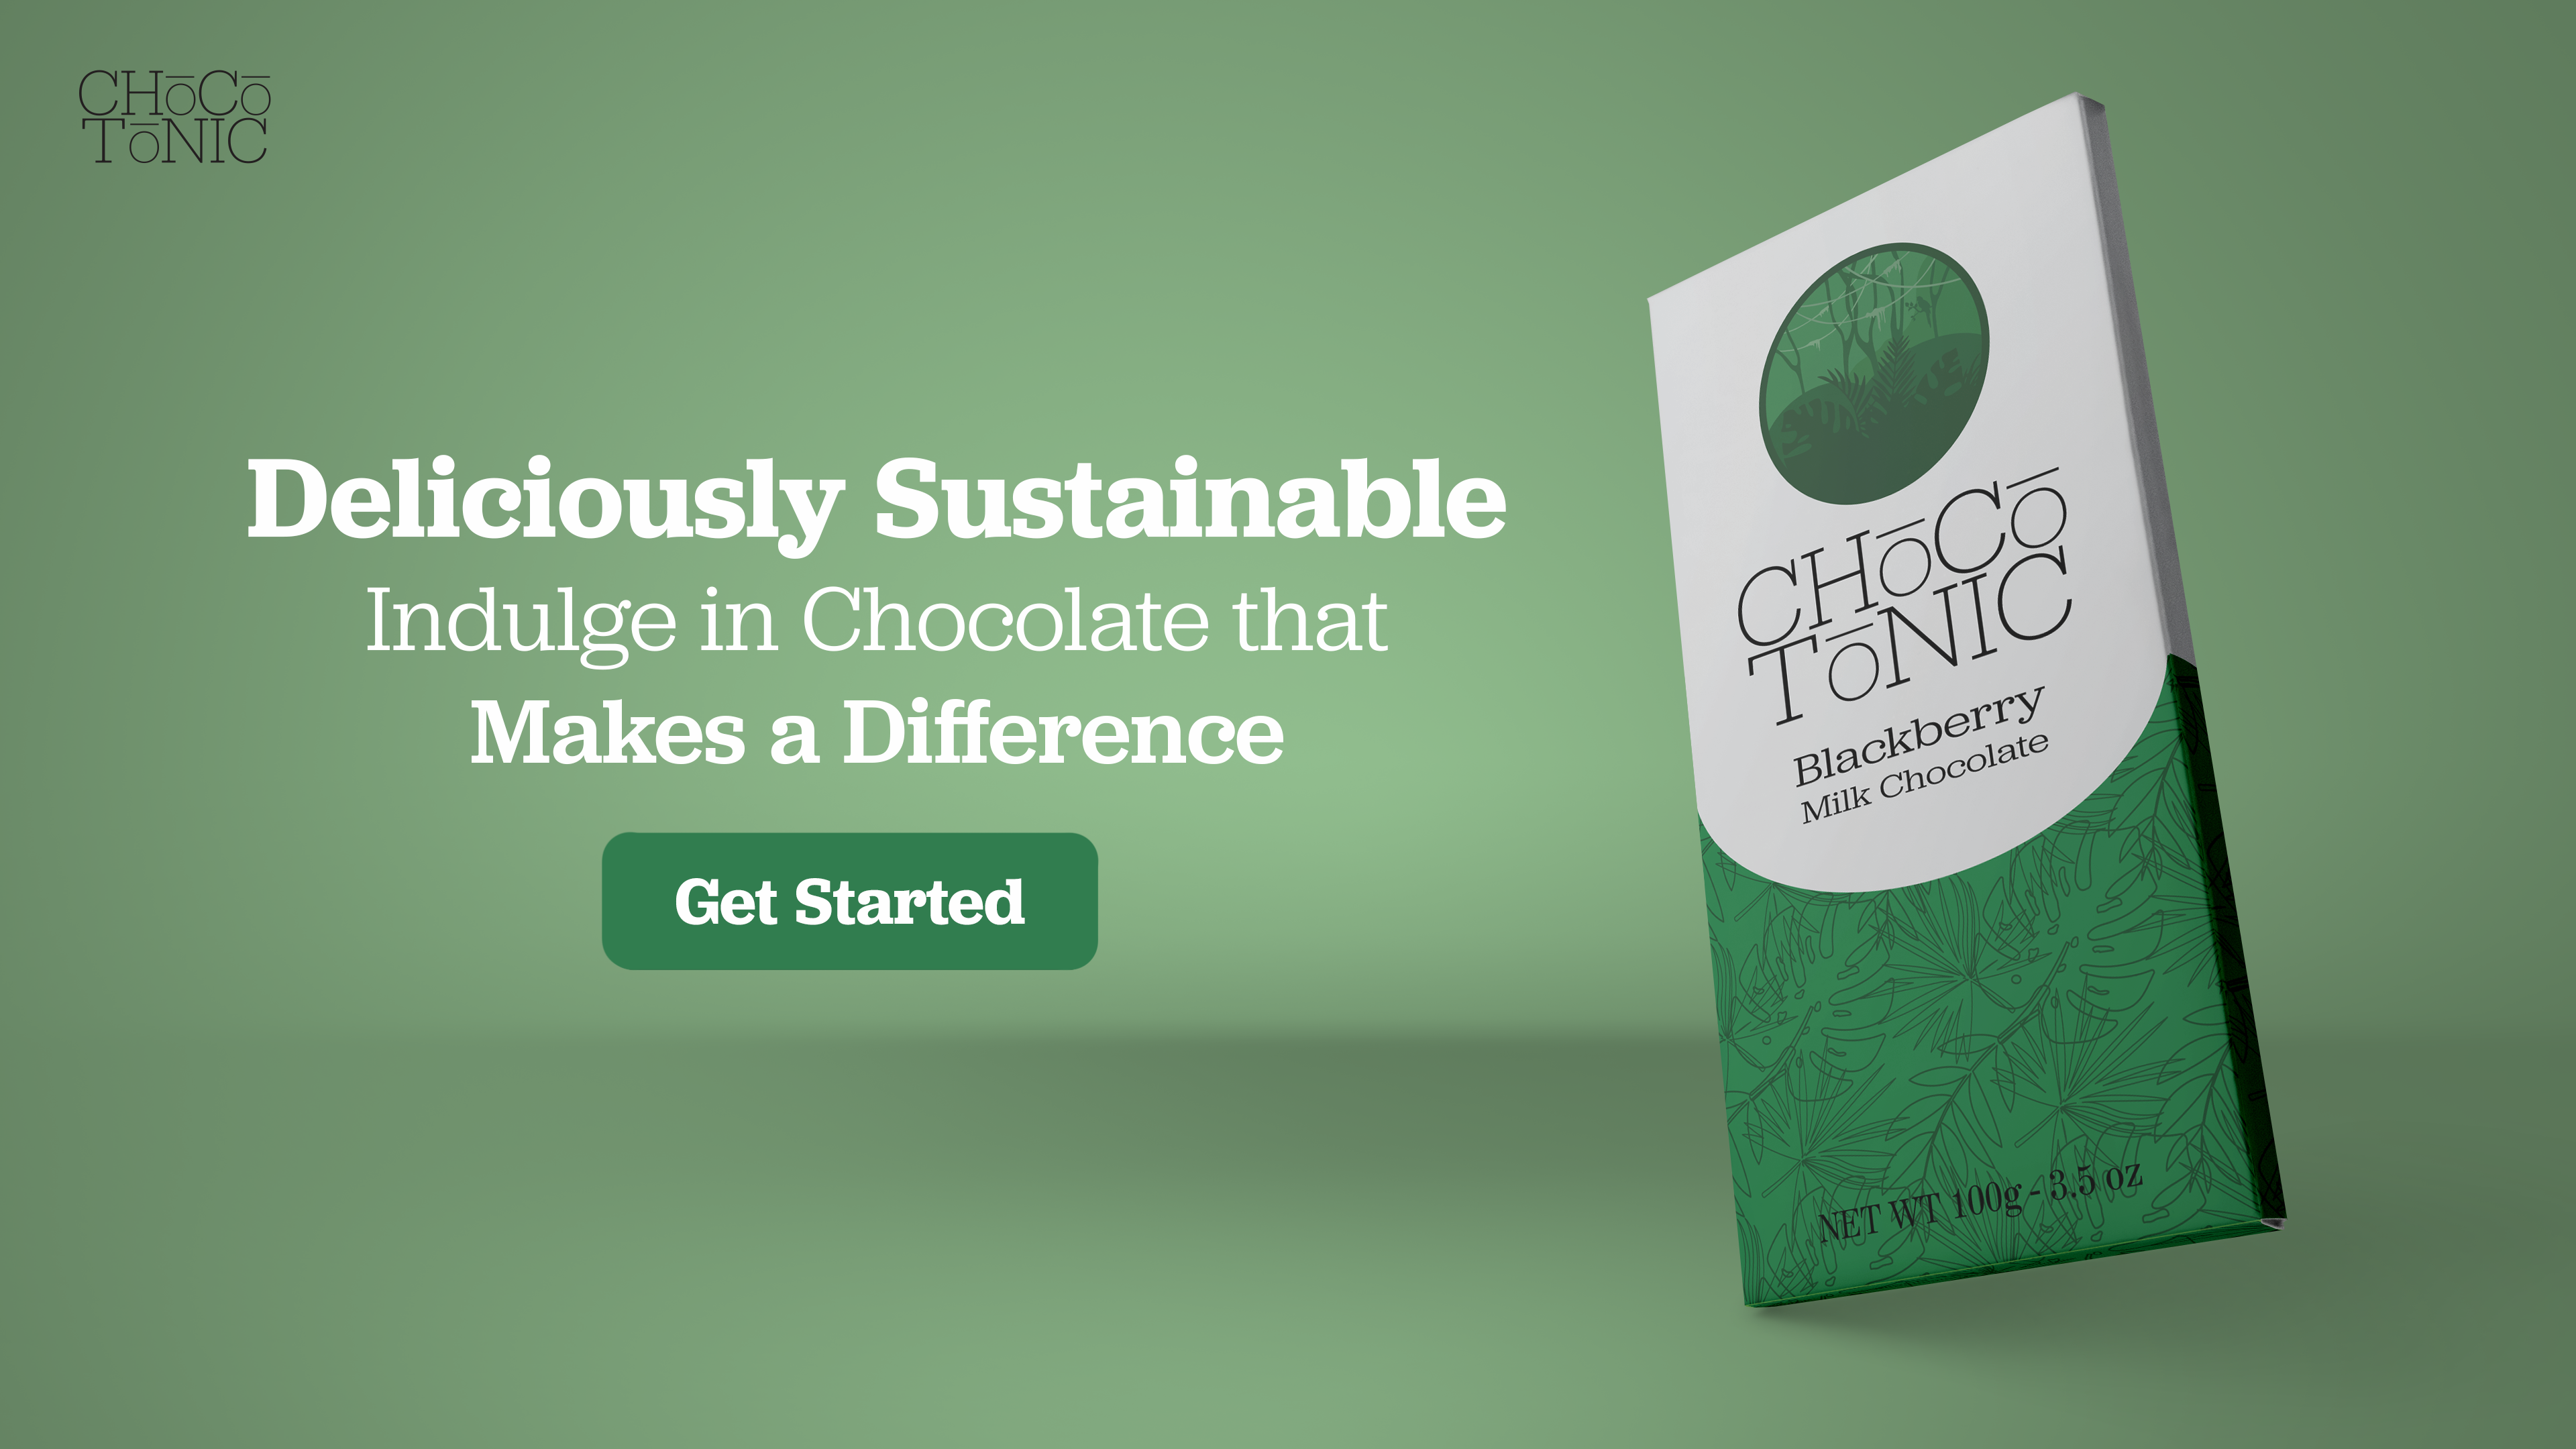 CHōCō
TōNIC
Deliciously Sustainable
Indulge in Chocolate that
Makes a Difference
Get Started
CHōCō
TōNIC
Blackberry
Milk Chocolate
NET WT 100g - 3.5 oz